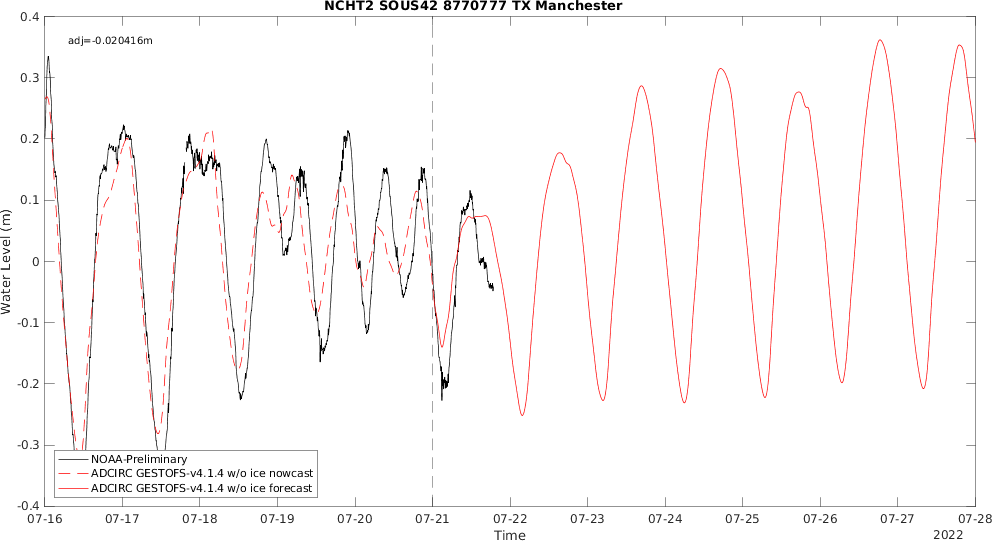 NCHT2 SOUS42 8770777 TX Manchester
adj=-0.020416m
0.4
0.3
0.2
0.1
0
-0.1
-0.2
-0.3
-0.4
Water Level (m)
NOAA-Preliminary
ADCIRC GESTOFS-v4.1.4 w/o ice nowcast
ADCIRC GESTOFS-v4.1.4 w/o ice forecast
07-16 07-17 07-18 07-19 07-20 07-21 07-22 07-23 07-24 07-25 07-26 07-27 07-28
Time
2022